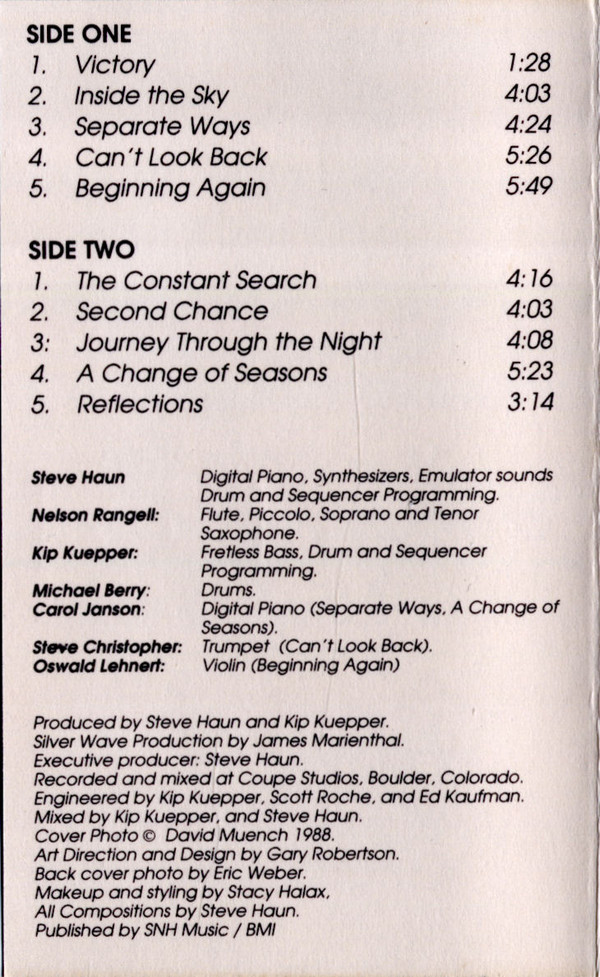 SIDE ONE
1. Victory 1:28
2. Inside the Sky 4:03
3. Separate Ways 4:24
4. Can't Look Back 5:26
5. Beginning Again 5:49
SIDE TWO
1. The Constant Search 4:16
2. Second Chance 4:03
3: Journey Through the Night 4:08
4. A Change of Seasons 5:23
5. Reflections 3:14
Steve Haun Digital Piano, Synthesizers, Emulator sounds
Drum and Sequencer Programming.
Nelson Rangell: Flute, Piccolo, Soprano and Tenor
Saxophone.
Kip Kuepper: Fretless Bass, Drum and Sequencer
Programming.
Michael Berry: Drums.
Carol Janson: Digital Piano (Separate Ways, A Change of
Seasons).
Steve Christopher: Trumpet (Can't Look Back).
Oswald Lehnert: Violin (Beginning Again)
Produced by Steve Haun and Kip Kuepper.
Silver Wave Production by James Marienthal.
Executive producer: Steve Haun.
Recorded and mixed at Coupe Studios, Boulder, Colorado.
Engineered by Kip Kuepper, Scott Roche, and Ed Kaufman.
Mixed by Kip Kuepper, and Steve Haun.
Cover Photo © David Muench 1988.
Art Direction and Design by Gary Robertson.
Back cover photo by Eric Weber.
Makeup and styling by Stacy Halax,
All Compositions by Steve Haun.
Published by SNH Music / BMI